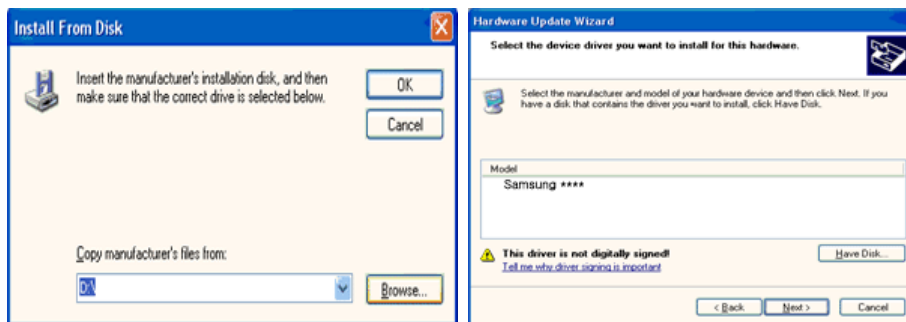 Install From Disk
Insert the manufacturer's installation disk, and then
make sure that the correct drive is selected below.
OK
Cancel
Copy manufacturer's files from:
D:\
Browse...
Hardware Update Wizard
Select the device driver you want to install for this hardware.
Select the manufacturer and model of your hardware device and then click Next. If you
have a disk that contains the driver you want to install, click Have Disk.
Model
Samsung ****
This driver is not digitally signed!
Tell me why driver signing is important
Have Disk...
< Back
Next >
Cancel